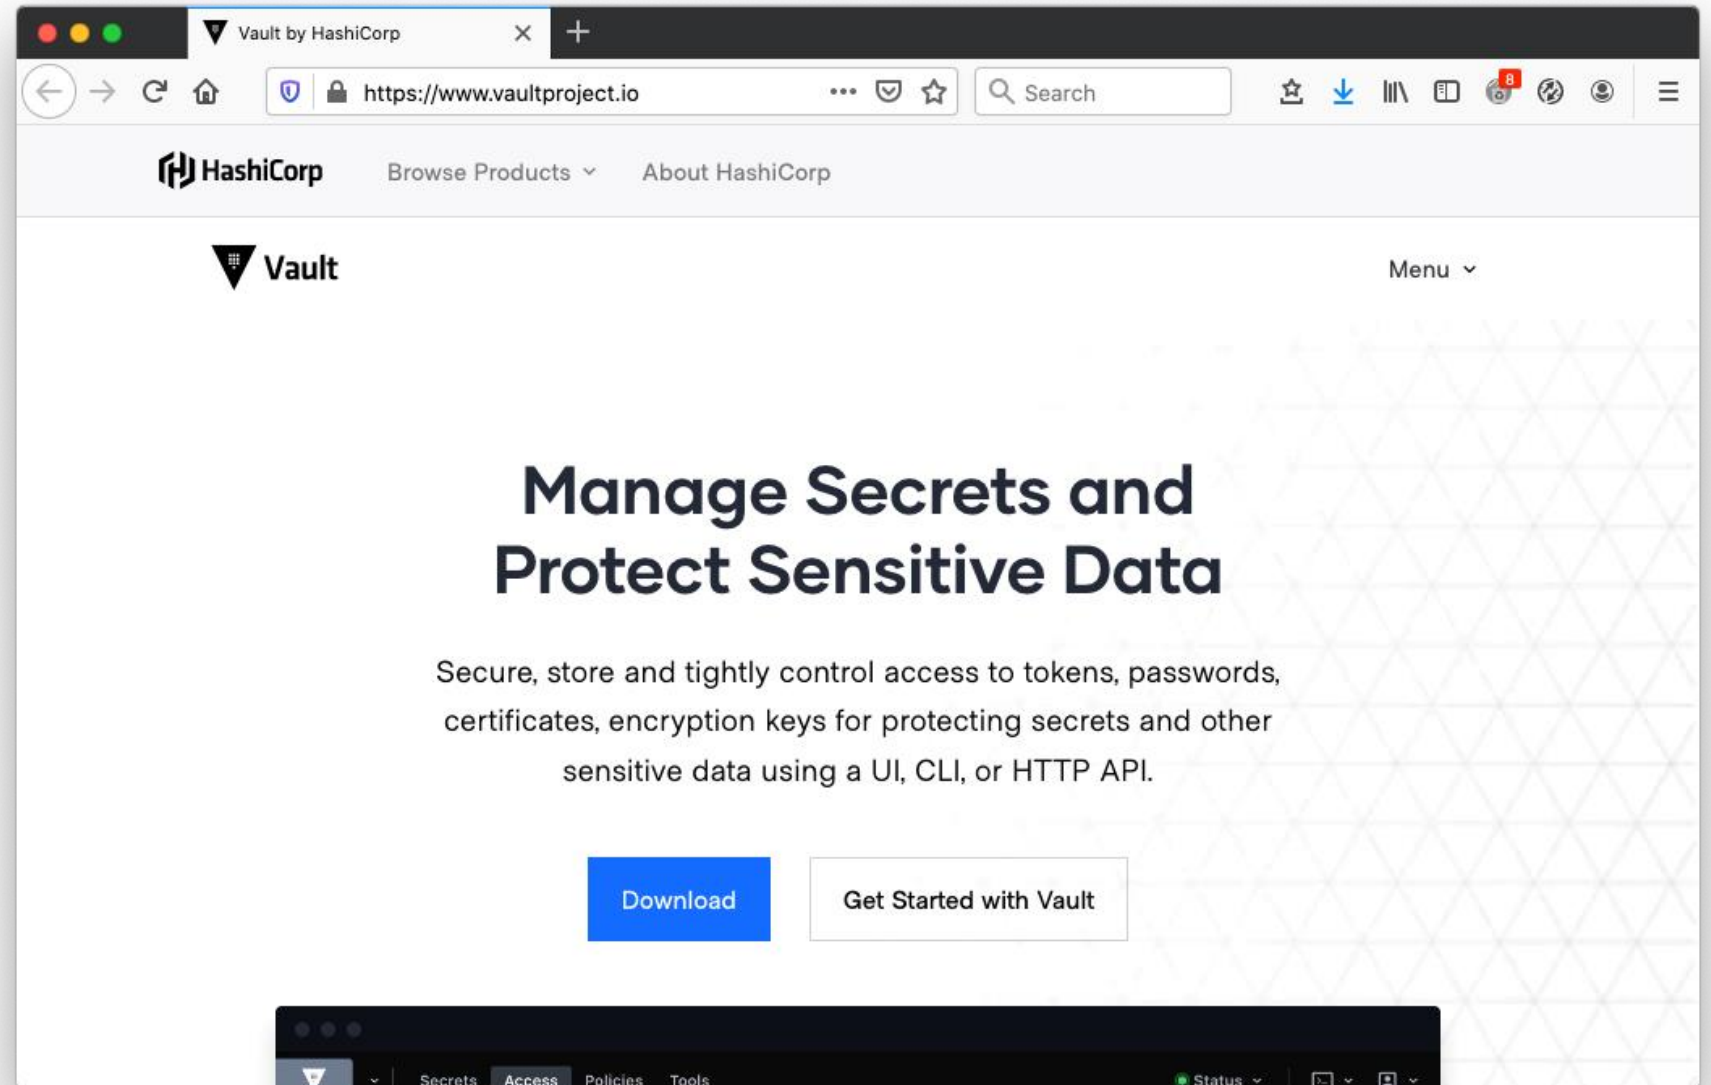 Vault by HashiCorp
https://www.vaultproject.io
Search
8
HashiCorp
Browse Products
About HashiCorp
Vault
Menu
Manage Secrets and
Protect Sensitive Data
Secure, store and tightly control access to tokens, passwords,
certificates, encryption keys for protecting secrets and other
sensitive data using a UI, CLI, or HTTP API.
Download
Get Started with Vault
Secrets Access Policies Tools
Status